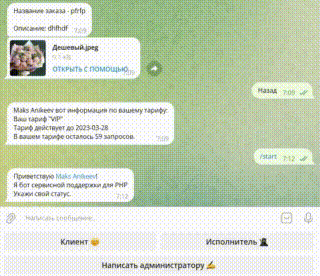 Название заказа - pfrfp
Описание: dhfhdf 7:09
Дешевый.jpeg
ОТКРЫТЬ С ПОМОЩЬЮ
Назад 7:09
Maks Anikeev вот информация по вашему тарифу:
Ваш тариф "VIP"
Тариф действует до 2023-03-28
В вашем тарифе осталось 59 запросов. 7:09
/start 7:12
Приветствую Maks Anikeev!
Я бот сервисной поддержки для PHP
Укажи свой статус. 7:12
Написать сообщение...
Клиент
Исполнитель
Написать администратору